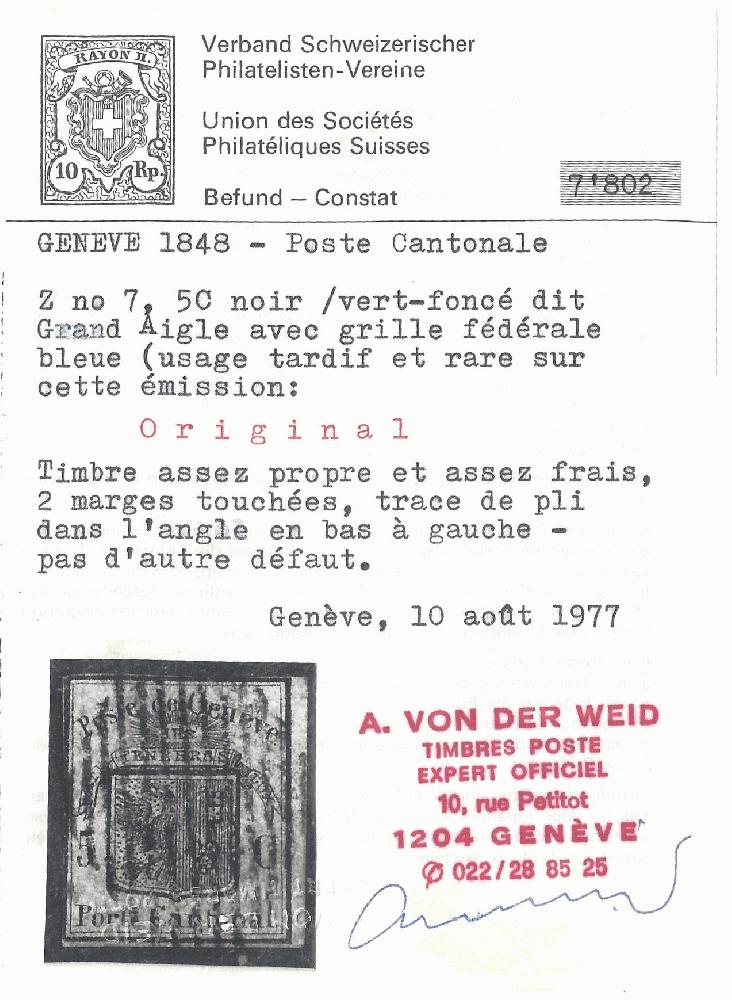 RAYON II.
10 Rp.
Verband Schweizerischer
Philatelisten-Vereine
Union des Sociétés
Philatéliques Suisses
Befund – Constat
7'802
GENEVE 1848 - Poste Cantonale
Z no 7, 5C noir /vert-foncé dit
Grand Aigle avec grille fédérale
bleue (usage tardif et rare sur
cette émission:
O r i g i n a l
Timbre assez propre et assez frais,
2 marges touchées, trace de pli
dans l'angle en bas à gauche -
pas d'autre défaut.
Genève, 10 août 1977
Poste de Genève
POST TENEBRAS LUX
5 C
Port Cantonal
A. VON DER WEID
TIMBRES POSTE
EXPERT OFFICIEL
10, rue Petitot
1204 GENÈVE
✆ 022/28 85 25